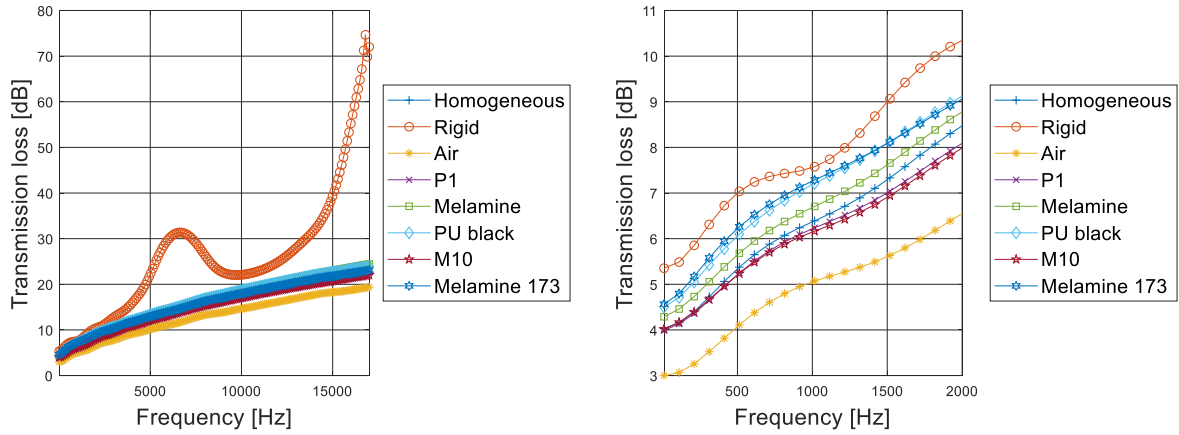 80
70
60
50
40
30
20
10
0
Transmission loss [dB]
5000
10000
15000
Frequency [Hz]
Homogeneous
Rigid
Air
P1
Melamine
PU black
M10
Melamine 173
11
10
9
8
7
6
5
4
3
Transmission loss [dB]
500
1000
1500
2000
Frequency [Hz]
Homogeneous
Rigid
Air
P1
Melamine
PU black
M10
Melamine 173